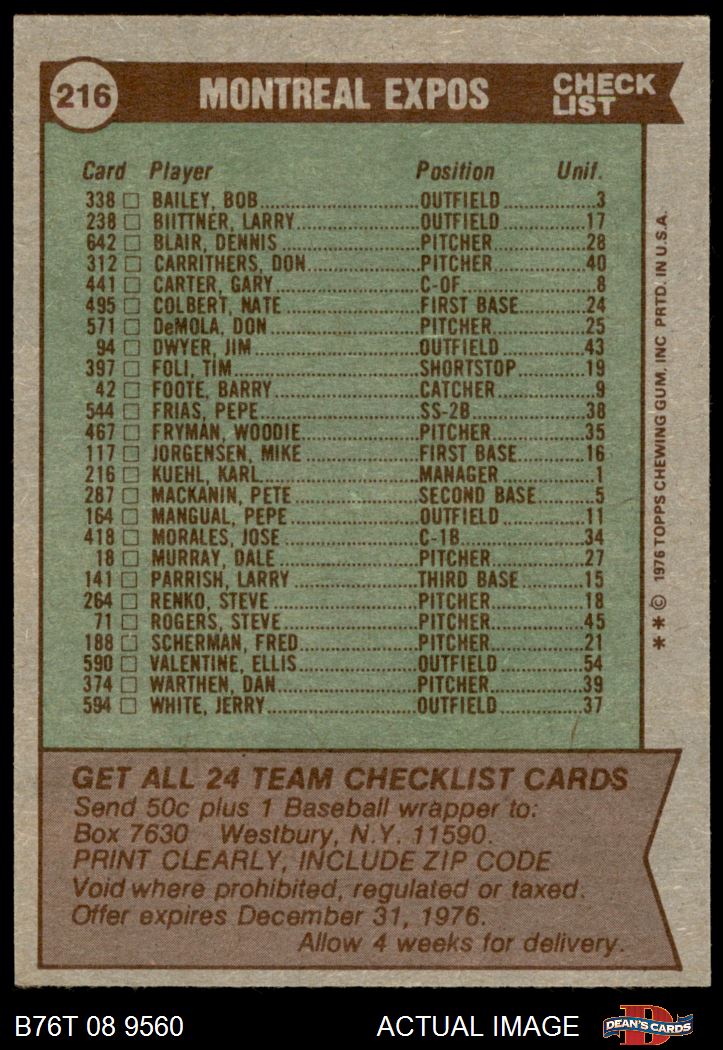 216 MONTREAL EXPOS CHECK LIST
Card Player Position Unif.
338 □ BAILEY, BOB OUTFIELD 3
238 □ BIITTNER, LARRY OUTFIELD 17
642 □ BLAIR, DENNIS PITCHER 28
312 □ CARRITHERS, DON PITCHER 40
441 □ CARTER, GARY C-OF 8
495 □ COLBERT, NATE FIRST BASE 24
571 □ DeMOLA, DON PITCHER 25
94 □ DWYER, JIM OUTFIELD 43
397 □ FOLI, TIM SHORTSTOP 19
42 □ FOOTE, BARRY CATCHER 9
544 □ FRIAS, PEPE SS-2B 38
467 □ FRYMAN, WOODIE PITCHER 35
117 □ JORGENSEN, MIKE FIRST BASE 16
216 □ KUEHL, KARL MANAGER 1
287 □ MACKANIN, PETE SECOND BASE 5
164 □ MANGUAL, PEPE OUTFIELD 11
418 □ MORALES, JOSE C-1B 34
18 □ MURRAY, DALE PITCHER 27
141 □ PARRISH, LARRY THIRD BASE 15
264 □ RENKO, STEVE PITCHER 18
71 □ ROGERS, STEVE PITCHER 45
188 □ SCHERMAN, FRED PITCHER 21
590 □ VALENTINE, ELLIS OUTFIELD 54
374 □ WARTHEN, DAN PITCHER 39
594 □ WHITE, JERRY OUTFIELD 37
* * © 1976 TOPPS CHEWING GUM, INC PRTD. IN U.S.A.
GET ALL 24 TEAM CHECKLIST CARDS
Send 50c plus 1 Baseball wrapper to:
Box 7630 Westbury, N.Y. 11590.
PRINT CLEARLY, INCLUDE ZIP CODE
Void where prohibited, regulated or taxed.
Offer expires December 31, 1976.
Allow 4 weeks for delivery.
B76T 08 9560 ACTUAL IMAGE D DEAN'S CARDS